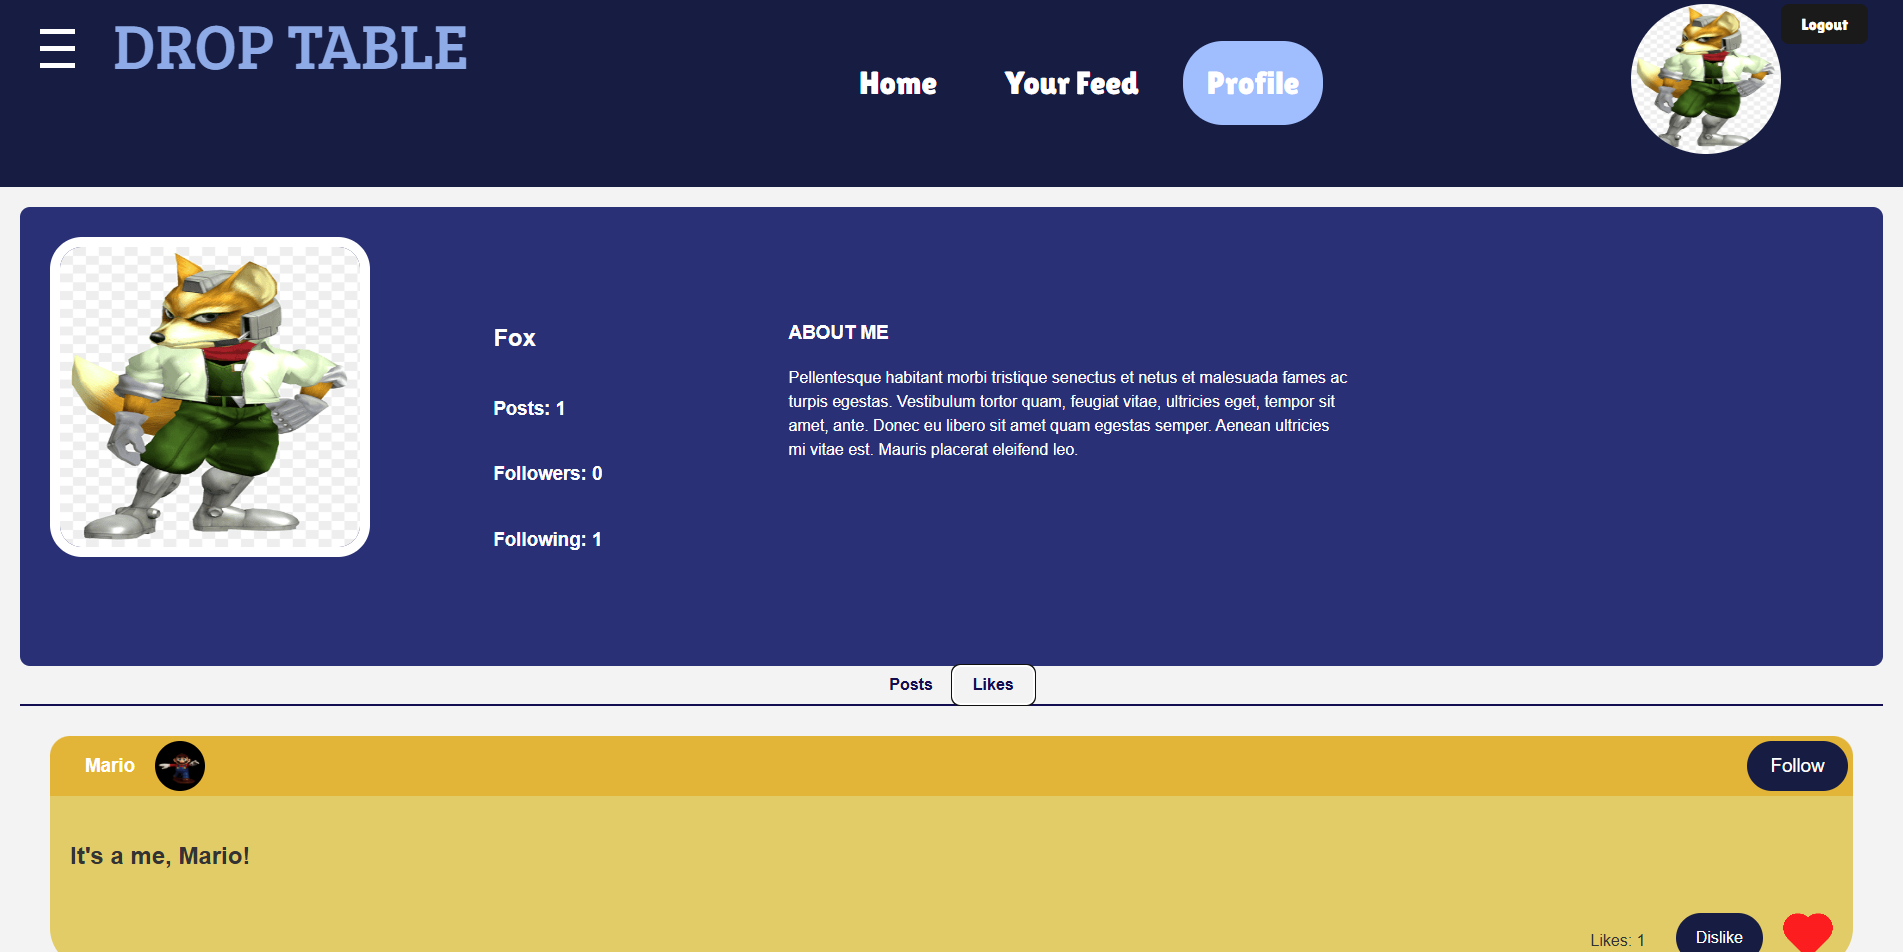 DROP TABLE
Home
Your Feed
Profile
Logout
Fox
Posts: 1
Followers: 0
Following: 1
ABOUT ME
Pellentesque habitant morbi tristique senectus et netus et malesuada fames ac
turpis egestas. Vestibulum tortor quam, feugiat vitae, ultricies eget, tempor sit
amet, ante. Donec eu libero sit amet quam egestas semper. Aenean ultricies
mi vitae est. Mauris placerat eleifend leo.
Posts
Likes
Mario
Follow
It's a me, Mario!
Likes: 1
Dislike